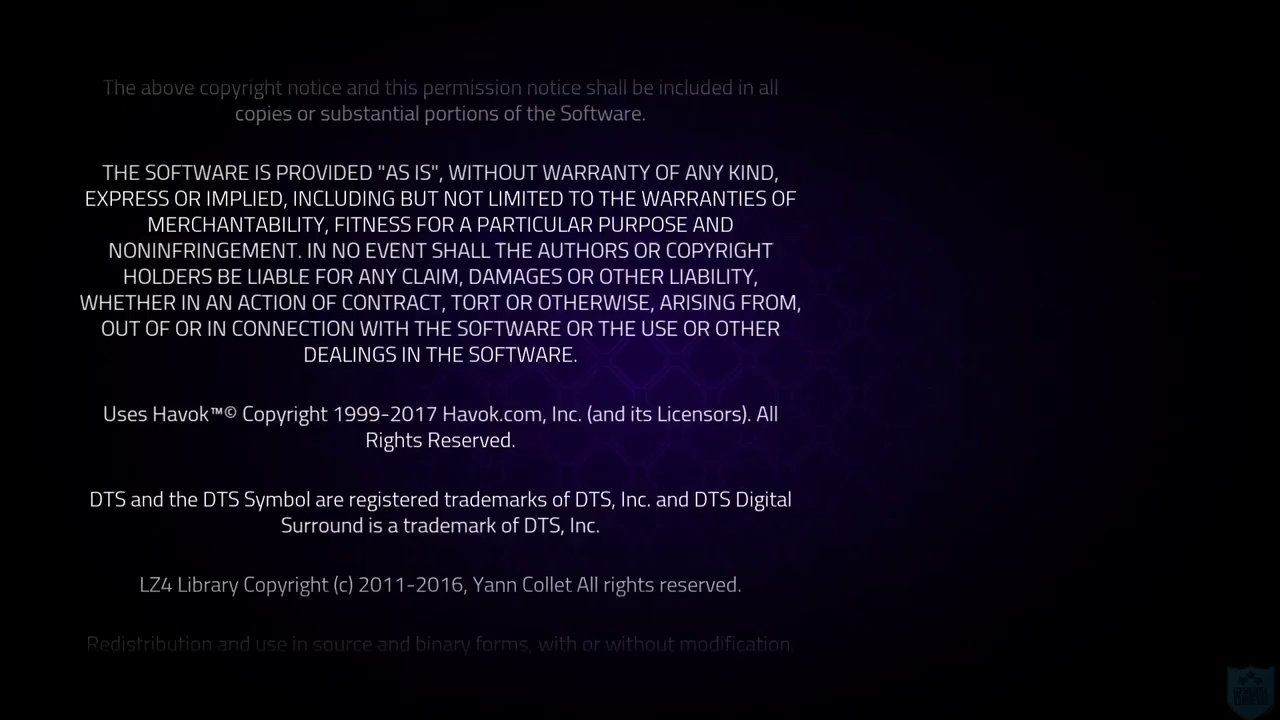 The above copyright notice and this permission notice shall be included in all
copies or substantial portions of the Software.
THE SOFTWARE IS PROVIDED "AS IS", WITHOUT WARRANTY OF ANY KIND,
EXPRESS OR IMPLIED, INCLUDING BUT NOT LIMITED TO THE WARRANTIES OF
MERCHANTABILITY, FITNESS FOR A PARTICULAR PURPOSE AND
NONINFRINGEMENT. IN NO EVENT SHALL THE AUTHORS OR COPYRIGHT
HOLDERS BE LIABLE FOR ANY CLAIM, DAMAGES OR OTHER LIABILITY,
WHETHER IN AN ACTION OF CONTRACT, TORT OR OTHERWISE, ARISING FROM,
OUT OF OR IN CONNECTION WITH THE SOFTWARE OR THE USE OR OTHER
DEALINGS IN THE SOFTWARE.
Uses Havok™© Copyright 1999-2017 Havok.com, Inc. (and its Licensors). All
Rights Reserved.
DTS and the DTS Symbol are registered trademarks of DTS, Inc. and DTS Digital
Surround is a trademark of DTS, Inc.
LZ4 Library Copyright (c) 2011-2016, Yann Collet All rights reserved.
Redistribution and use in source and binary forms, with or without modification,